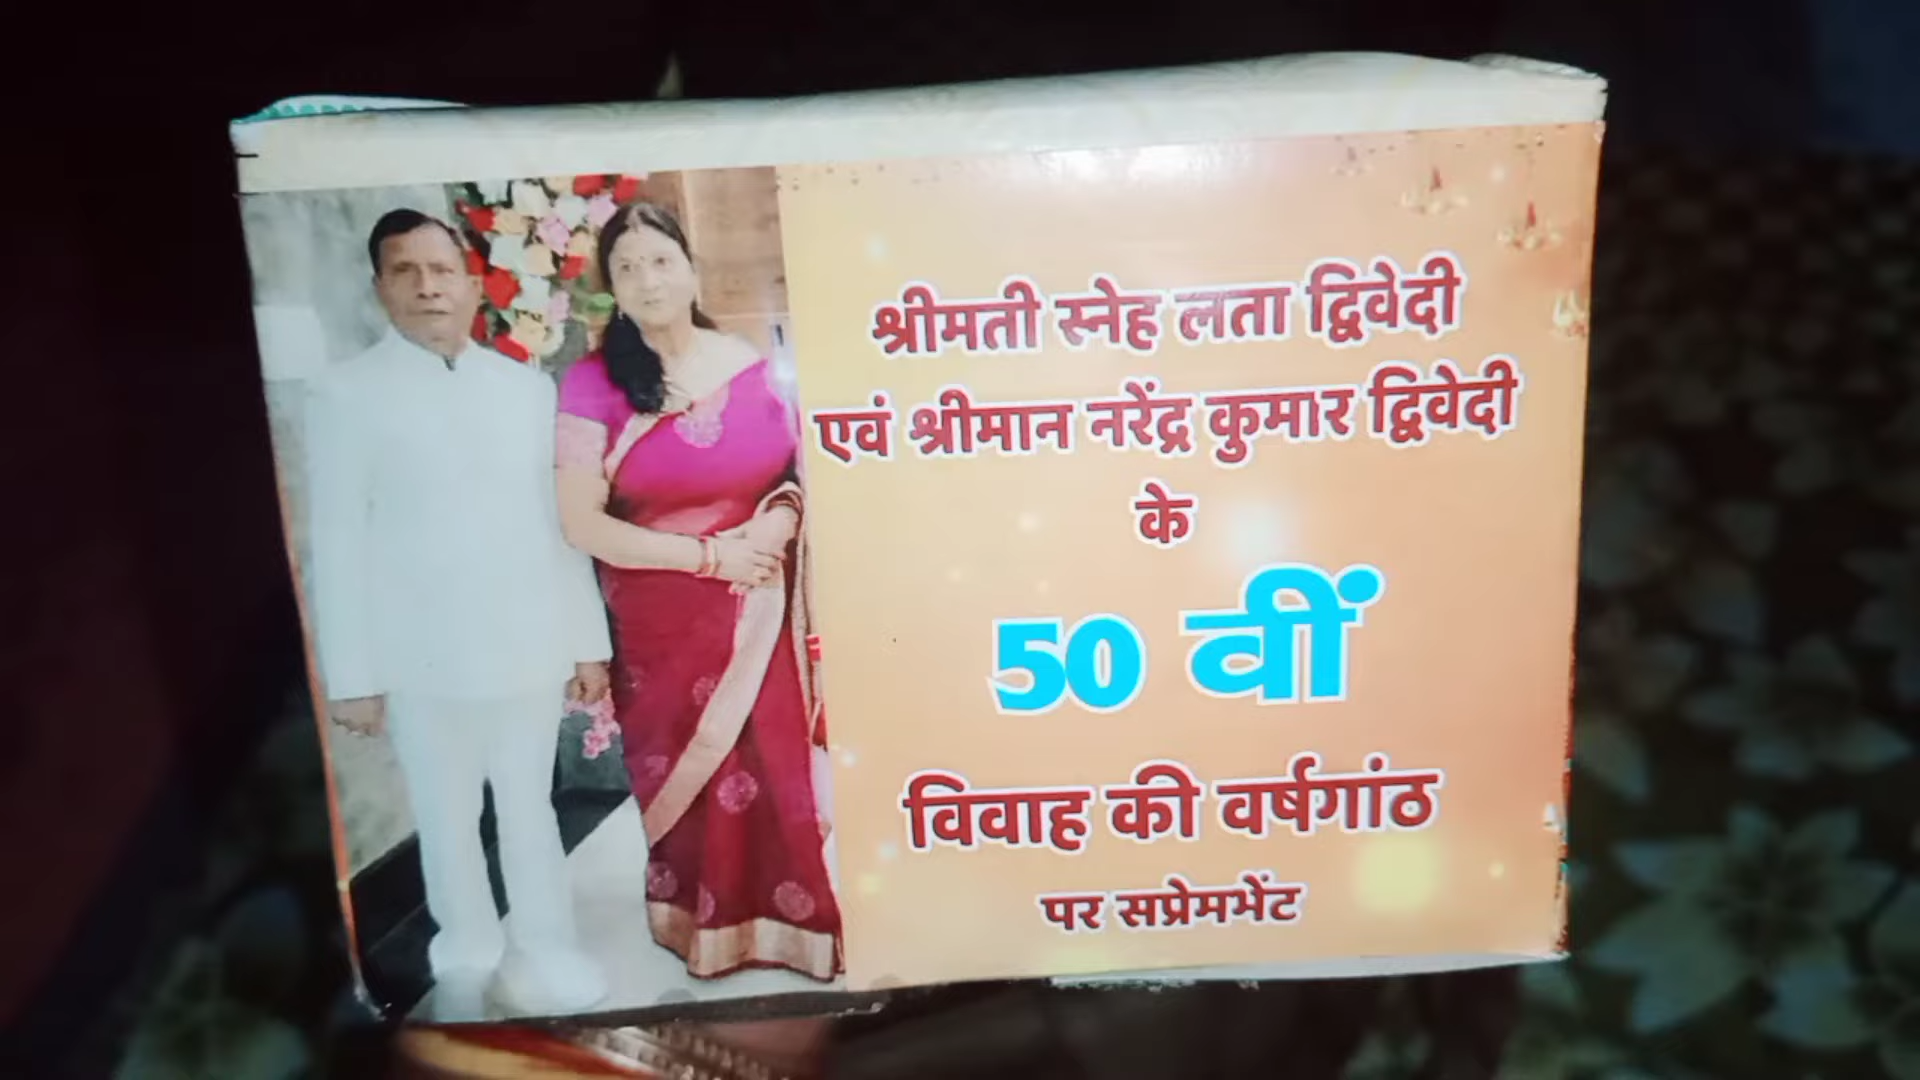 श्रीमती स्नेह लता द्विवेदी
एवं श्रीमान नरेंद्र कुमार द्विवेदी
के
50 वीं
विवाह की वर्षगांठ
पर सप्रेमभेंट